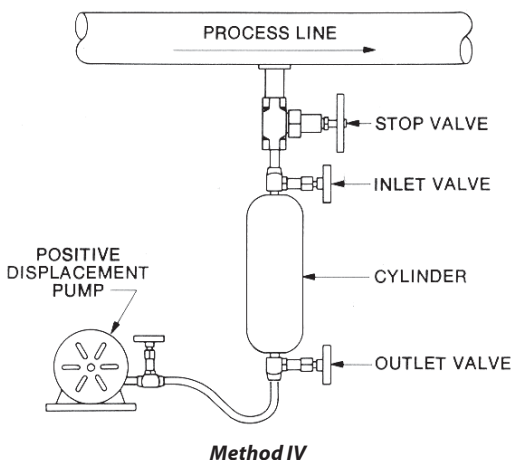 PROCESS LINE
STOP VALVE
INLET VALVE
POSITIVE
DISPLACEMENT
PUMP
CYLINDER
OUTLET VALVE
Method IV